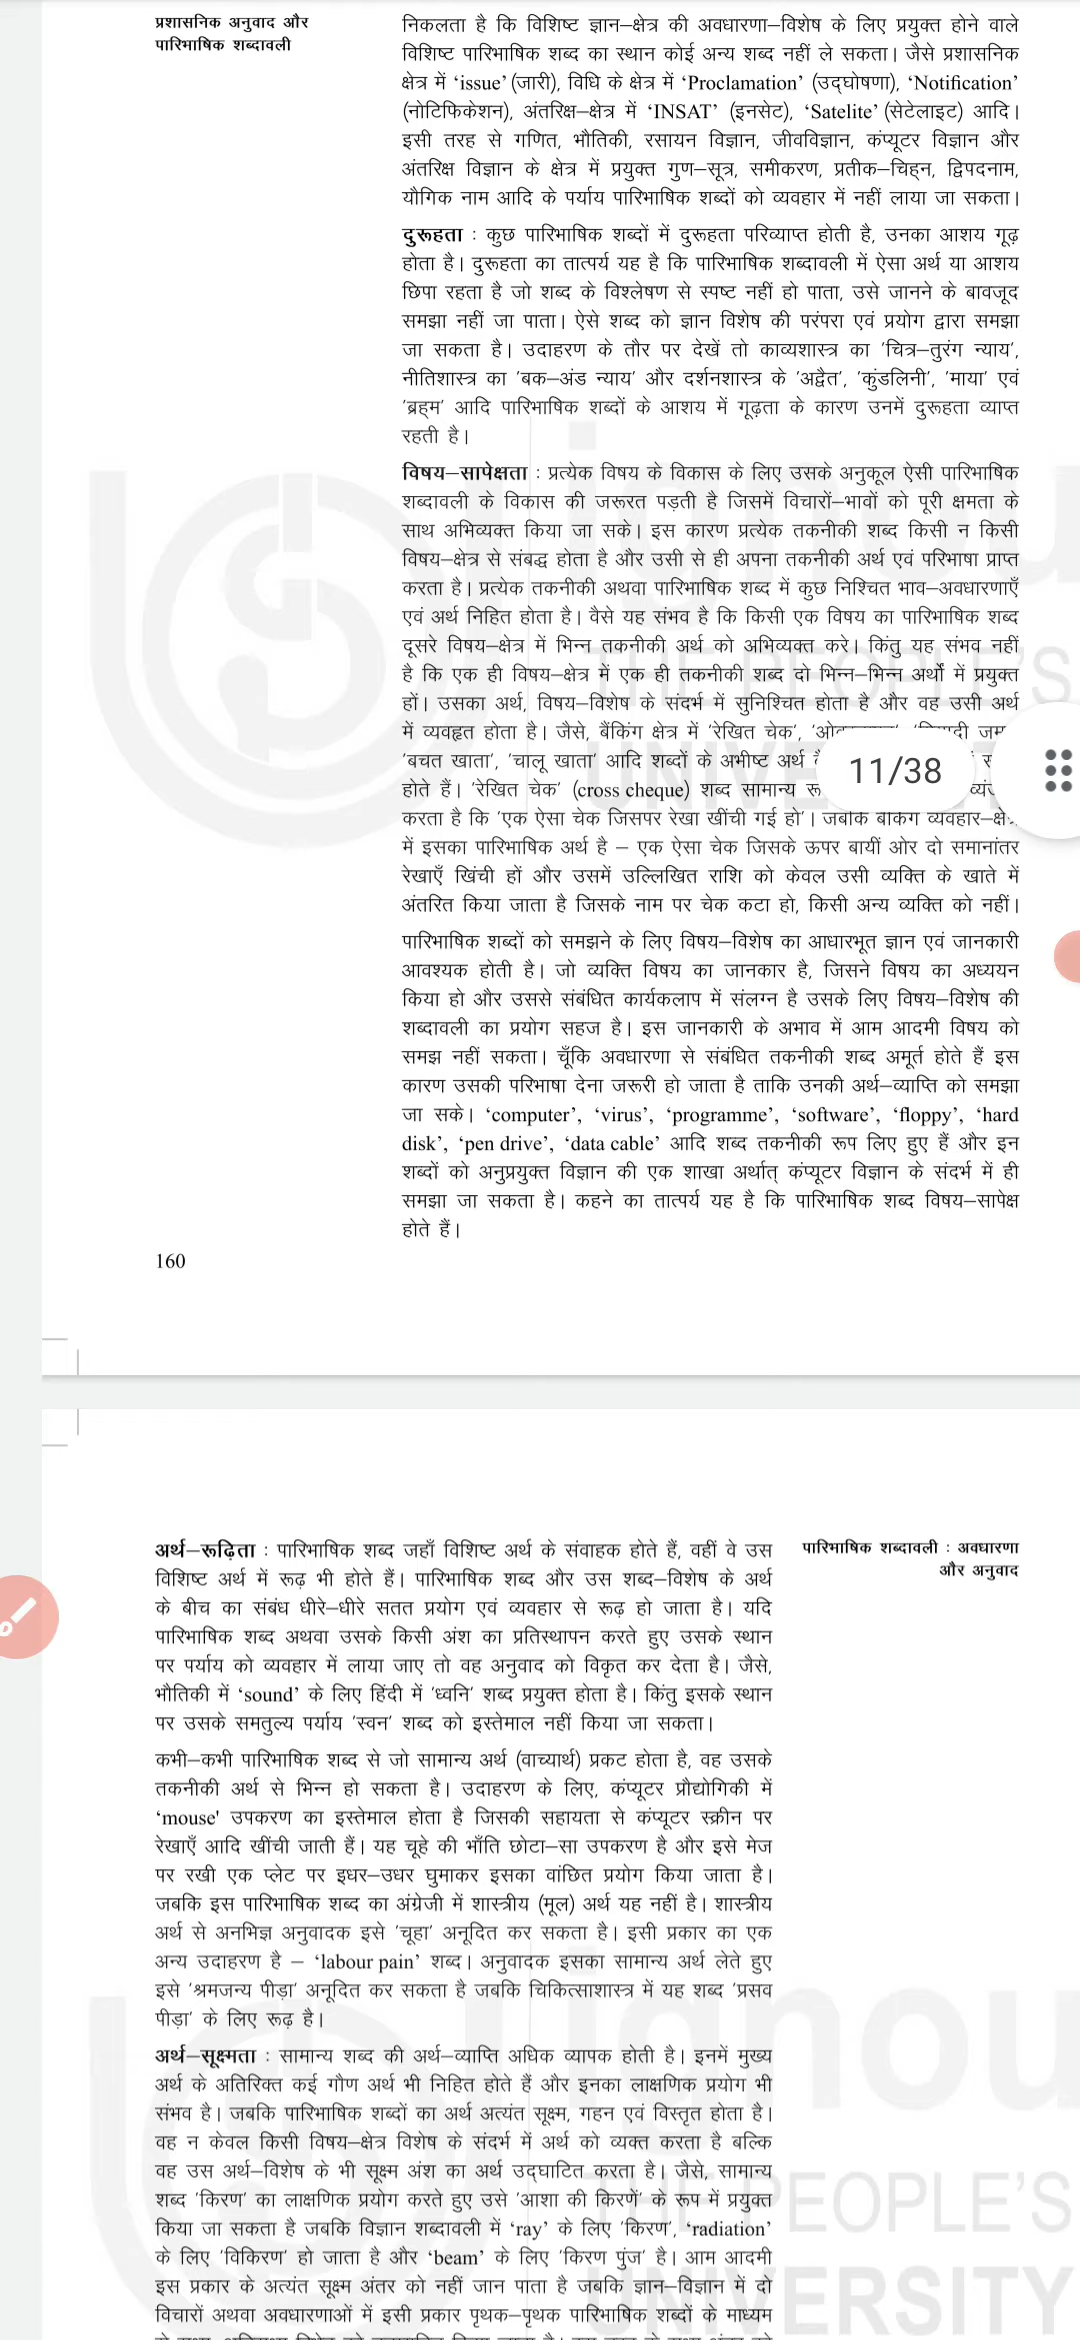 प्रशासनिक अनुवाद और
पारिभाषिक शब्दावली
निकलता है कि विशिष्ट ज्ञान–क्षेत्र की अवधारणा–विशेष के लिए प्रयुक्त होने वाले
विशिष्ट पारिभाषिक शब्द का स्थान कोई अन्य शब्द नहीं ले सकता। जैसे प्रशासनिक
क्षेत्र में ‘issue’ (जारी), विधि के क्षेत्र में ‘Proclamation’ (उद्घोषणा), ‘Notification’
(नोटिफिकेशन), अंतरिक्ष–क्षेत्र में ‘INSAT’ (इनसेट), ‘Satelite’ (सेटेलाइट) आदि।
इसी तरह से गणित, भौतिकी, रसायन विज्ञान, जीवविज्ञान, कंप्यूटर विज्ञान और
अंतरिक्ष विज्ञान के क्षेत्र में प्रयुक्त गुण–सूत्र, समीकरण, प्रतीक–चिह्न, द्विपदनाम,
यौगिक नाम आदि के पर्याय पारिभाषिक शब्दों को व्यवहार में नहीं लाया जा सकता।
दुरूहता : कुछ पारिभाषिक शब्दों में दुरूहता परिव्याप्त होती है, उनका आशय गूढ़
होता है। दुरूहता का तात्पर्य यह है कि पारिभाषिक शब्दावली में ऐसा अर्थ या आशय
छिपा रहता है जो शब्द के विश्लेषण से स्पष्ट नहीं हो पाता, उसे जानने के बावजूद
समझा नहीं जा पाता। ऐसे शब्द को ज्ञान विशेष की परंपरा एवं प्रयोग द्वारा समझा
जा सकता है। उदाहरण के तौर पर देखें तो काव्यशास्त्र का ‘चित्र–तुरंग न्याय’,
नीतिशास्त्र का ‘बक–अंड न्याय’ और दर्शनशास्त्र के ‘अद्वैत’, ‘कुंडलिनी’, ‘माया’ एवं
‘ब्रह्म’ आदि पारिभाषिक शब्दों के आशय में गूढ़ता के कारण उनमें दुरूहता व्याप्त
रहती है।
विषय–सापेक्षता : प्रत्येक विषय के विकास के लिए उसके अनुकूल ऐसी पारिभाषिक
शब्दावली के विकास की जरूरत पड़ती है जिसमें विचारों–भावों को पूरी क्षमता के
साथ अभिव्यक्त किया जा सके। इस कारण प्रत्येक तकनीकी शब्द किसी न किसी
विषय–क्षेत्र से संबद्ध होता है और उसी से ही अपना तकनीकी अर्थ एवं परिभाषा प्राप्त
करता है। प्रत्येक तकनीकी अथवा पारिभाषिक शब्द में कुछ निश्चित भाव–अवधारणाएँ
एवं अर्थ निहित होता है। वैसे यह संभव है कि किसी एक विषय का पारिभाषिक शब्द
दूसरे विषय–क्षेत्र में भिन्न तकनीकी अर्थ को अभिव्यक्त करे। किंतु यह संभव नहीं
है कि एक ही विषय–क्षेत्र में एक ही तकनीकी शब्द दो भिन्न–भिन्न अर्थों में प्रयुक्त
हों। उसका अर्थ, विषय–विशेष के संदर्भ में सुनिश्चित होता है और वह उसी अर्थ
में व्यवहृत होता है। जैसे, बैंकिंग क्षेत्र में ‘रेखित चेक’,
‘बचत खाता’, ‘चालू खाता’ आदि शब्दों के अभीष्ट अर्थ
11/38
होते हैं। ‘रेखित चेक’ (cross cheque) शब्द सामान्य
करता है कि ‘एक ऐसा चेक जिसपर रेखा खींची गई हो’। जबकि बैंकिंग व्यवहार–क्षेत्र
में इसका पारिभाषिक अर्थ है – एक ऐसा चेक जिसके ऊपर बायीं ओर दो समानांतर
रेखाएँ खिंची हों और उसमें उल्लिखित राशि को केवल उसी व्यक्ति के खाते में
अंतरित किया जाता है जिसके नाम पर चेक कटा हो, किसी अन्य व्यक्ति को नहीं।
पारिभाषिक शब्दों को समझने के लिए विषय–विशेष का आधारभूत ज्ञान एवं जानकारी
आवश्यक होती है। जो व्यक्ति विषय का जानकार है, जिसने विषय का अध्ययन
किया हो और उससे संबंधित कार्यकलाप में संलग्न है उसके लिए विषय–विशेष की
शब्दावली का प्रयोग सहज है। इस जानकारी के अभाव में आम आदमी विषय को
समझ नहीं सकता। चूँकि अवधारणा से संबंधित तकनीकी शब्द अमूर्त होते हैं इस
कारण उसकी परिभाषा देना जरूरी हो जाता है ताकि उनकी अर्थ–व्याप्ति को समझा
जा सके। ‘computer’, ‘virus’, ‘programme’, ‘software’, ‘floppy’, ‘hard
disk’, ‘pen drive’, ‘data cable’ आदि शब्द तकनीकी रूप लिए हुए हैं और इन
शब्दों को अनुप्रयुक्त विज्ञान की एक शाखा अर्थात् कंप्यूटर विज्ञान के संदर्भ में ही
समझा जा सकता है। कहने का तात्पर्य यह है कि पारिभाषिक शब्द विषय–सापेक्ष
होते हैं।
160
पारिभाषिक शब्दावली : अवधारणा
और अनुवाद
अर्थ–रूढ़िता : पारिभाषिक शब्द जहाँ विशिष्ट अर्थ के संवाहक होते हैं, वहीं वे उस
विशिष्ट अर्थ में रूढ़ भी होते हैं। पारिभाषिक शब्द और उस शब्द–विशेष के अर्थ
के बीच का संबंध धीरे–धीरे सतत प्रयोग एवं व्यवहार से रूढ़ हो जाता है। यदि
पारिभाषिक शब्द अथवा उसके किसी अंश का प्रतिस्थापन करते हुए उसके स्थान
पर पर्याय को व्यवहार में लाया जाए तो वह अनुवाद को विकृत कर देता है। जैसे,
भौतिकी में ‘sound’ के लिए हिंदी में ‘ध्वनि’ शब्द प्रयुक्त होता है। किंतु इसके स्थान
पर उसके समतुल्य पर्याय ‘स्वन’ शब्द को इस्तेमाल नहीं किया जा सकता।
कभी–कभी पारिभाषिक शब्द से जो सामान्य अर्थ (वाच्यार्थ) प्रकट होता है, वह उसके
तकनीकी अर्थ से भिन्न हो सकता है। उदाहरण के लिए, कंप्यूटर प्रौद्योगिकी में
‘mouse' उपकरण का इस्तेमाल होता है जिसकी सहायता से कंप्यूटर स्क्रीन पर
रेखाएँ आदि खींची जाती हैं। यह चूहे की भाँति छोटा–सा उपकरण है और इसे मेज
पर रखी एक प्लेट पर इधर–उधर घुमाकर इसका वांछित प्रयोग किया जाता है।
जबकि इस पारिभाषिक शब्द का अंग्रेजी में शास्त्रीय (मूल) अर्थ यह नहीं है। शास्त्रीय
अर्थ से अनभिज्ञ अनुवादक इसे ‘चूहा’ अनूदित कर सकता है। इसी प्रकार का एक
अन्य उदाहरण है – ‘labour pain’ शब्द। अनुवादक इसका सामान्य अर्थ लेते हुए
इसे ‘श्रमजन्य पीड़ा’ अनूदित कर सकता है जबकि चिकित्साशास्त्र में यह शब्द ‘प्रसव
पीड़ा’ के लिए रूढ़ है।
अर्थ–सूक्ष्मता : सामान्य शब्द की अर्थ–व्याप्ति अधिक व्यापक होती है। इनमें मुख्य
अर्थ के अतिरिक्त कई गौण अर्थ भी निहित होते हैं और इनका लाक्षणिक प्रयोग भी
संभव है। जबकि पारिभाषिक शब्दों का अर्थ अत्यंत सूक्ष्म, गहन एवं विस्तृत होता है।
वह न केवल किसी विषय–क्षेत्र विशेष के संदर्भ में अर्थ को व्यक्त करता है बल्कि
वह उस अर्थ–विशेष के भी सूक्ष्म अंश का अर्थ उद्घाटित करता है। जैसे, सामान्य
शब्द ‘किरण’ का लाक्षणिक प्रयोग करते हुए उसे ‘आशा की किरणें’ के रूप में प्रयुक्त
किया जा सकता है जबकि विज्ञान शब्दावली में ‘ray’ के लिए ‘किरण’, ‘radiation’
के लिए ‘विकिरण’ हो जाता है और ‘beam’ के लिए ‘किरण पुंज’ है। आम आदमी
इस प्रकार के अत्यंत सूक्ष्म अंतर को नहीं जान पाता है जबकि ज्ञान–विज्ञान में दो
विचारों अथवा अवधारणाओं में इसी प्रकार पृथक–पृथक पारिभाषिक शब्दों के माध्यम